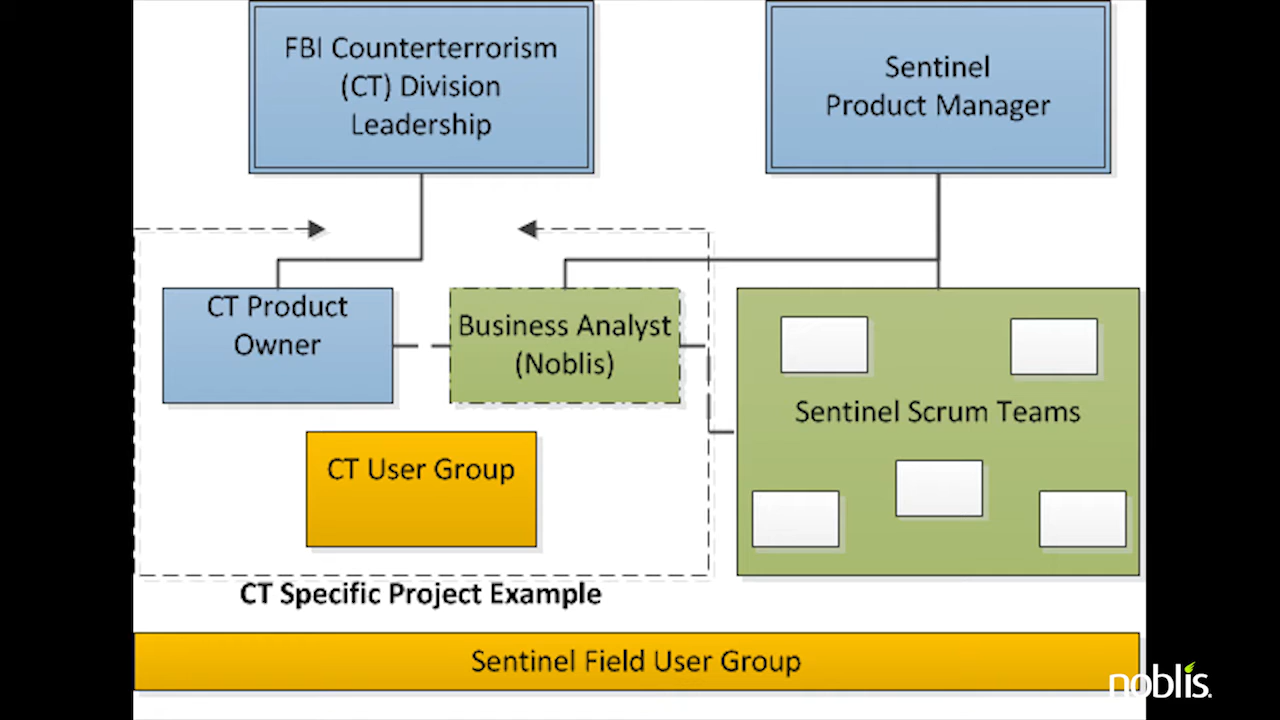 FBI Counterterrorism
(CT) Division
Leadership
Sentinel
Product Manager
CT Product
Owner
Business Analyst
(Noblis)
Sentinel Scrum Teams
CT User Group
CT Specific Project Example
Sentinel Field User Group
noblis.